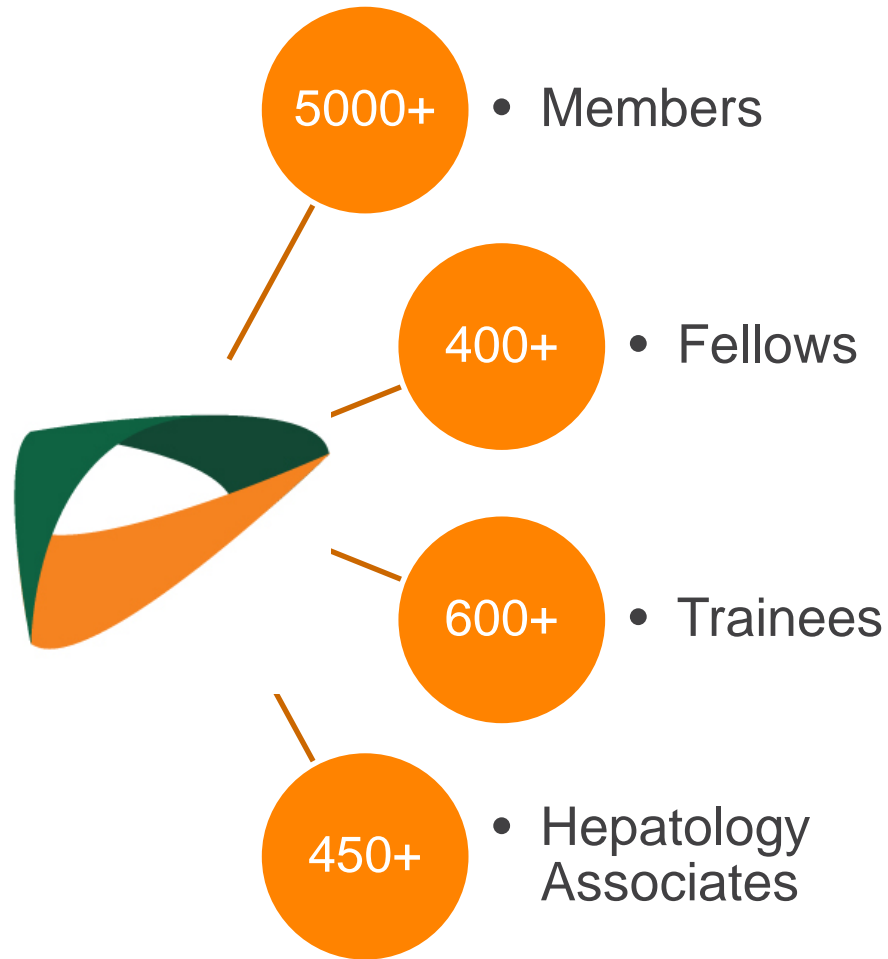 5000+
• Members
400+
• Fellows
600+
• Trainees
450+
• Hepatology
Associates